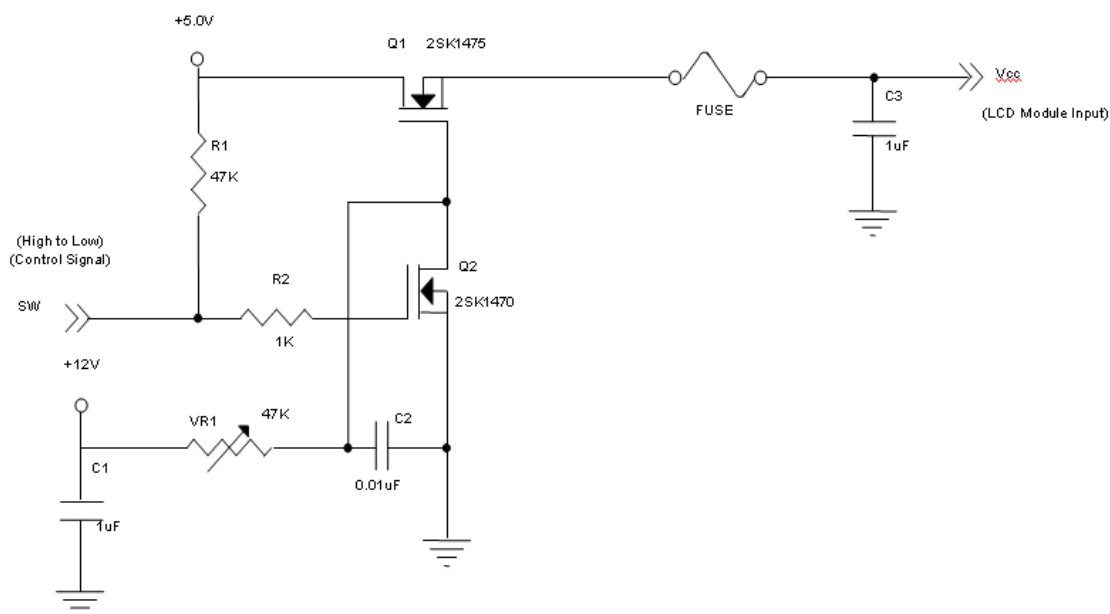 +5.0V
Q1 2SK1475
Vcc
C3
FUSE
(LCD Module Input)
R1
1uF
47K
(High to Low)
(Control Signal)
Q2
R2
SW
2SK1470
1K
+12V
VR1
47K
C2
C1
0.01uF
1uF